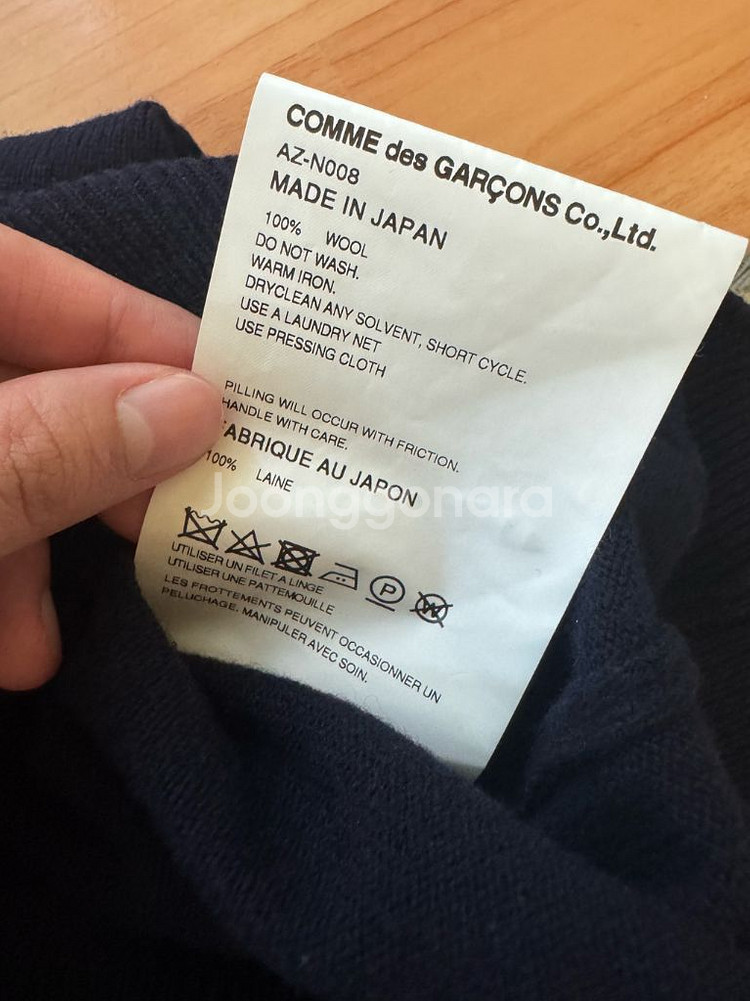 COMME des GARÇONS Co.,Ltd.
AZ-N008
MADE IN JAPAN
100% WOOL
DO NOT WASH.
WARM IRON.
DRYCLEAN ANY SOLVENT, SHORT CYCLE.
USE A LAUNDRY NET
USE PRESSING CLOTH
PILLING WILL OCCUR WITH FRICTION.
HANDLE WITH CARE.
FABRIQUE AU JAPON
100% LAINE
Joonggonara
P W
UTILISER UN FILET A LINGE
UTILISER UNE PATTEMOUILLE
LES FROTTEMENTS PEUVENT OCCASIONNER UN
PELUCHAGE. MANIPULER AVEC SOIN.